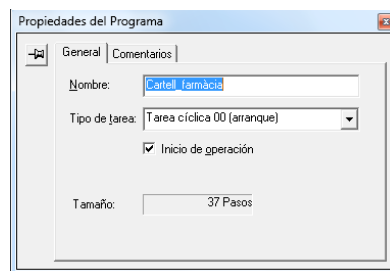 Propiedades del Programa
General Comentarios
Nombre: Cartell_farmàcia
Tipo de tarea: Tarea cíclica 00 (arranque)
Inicio de operación
Tamaño: 37 Pasos